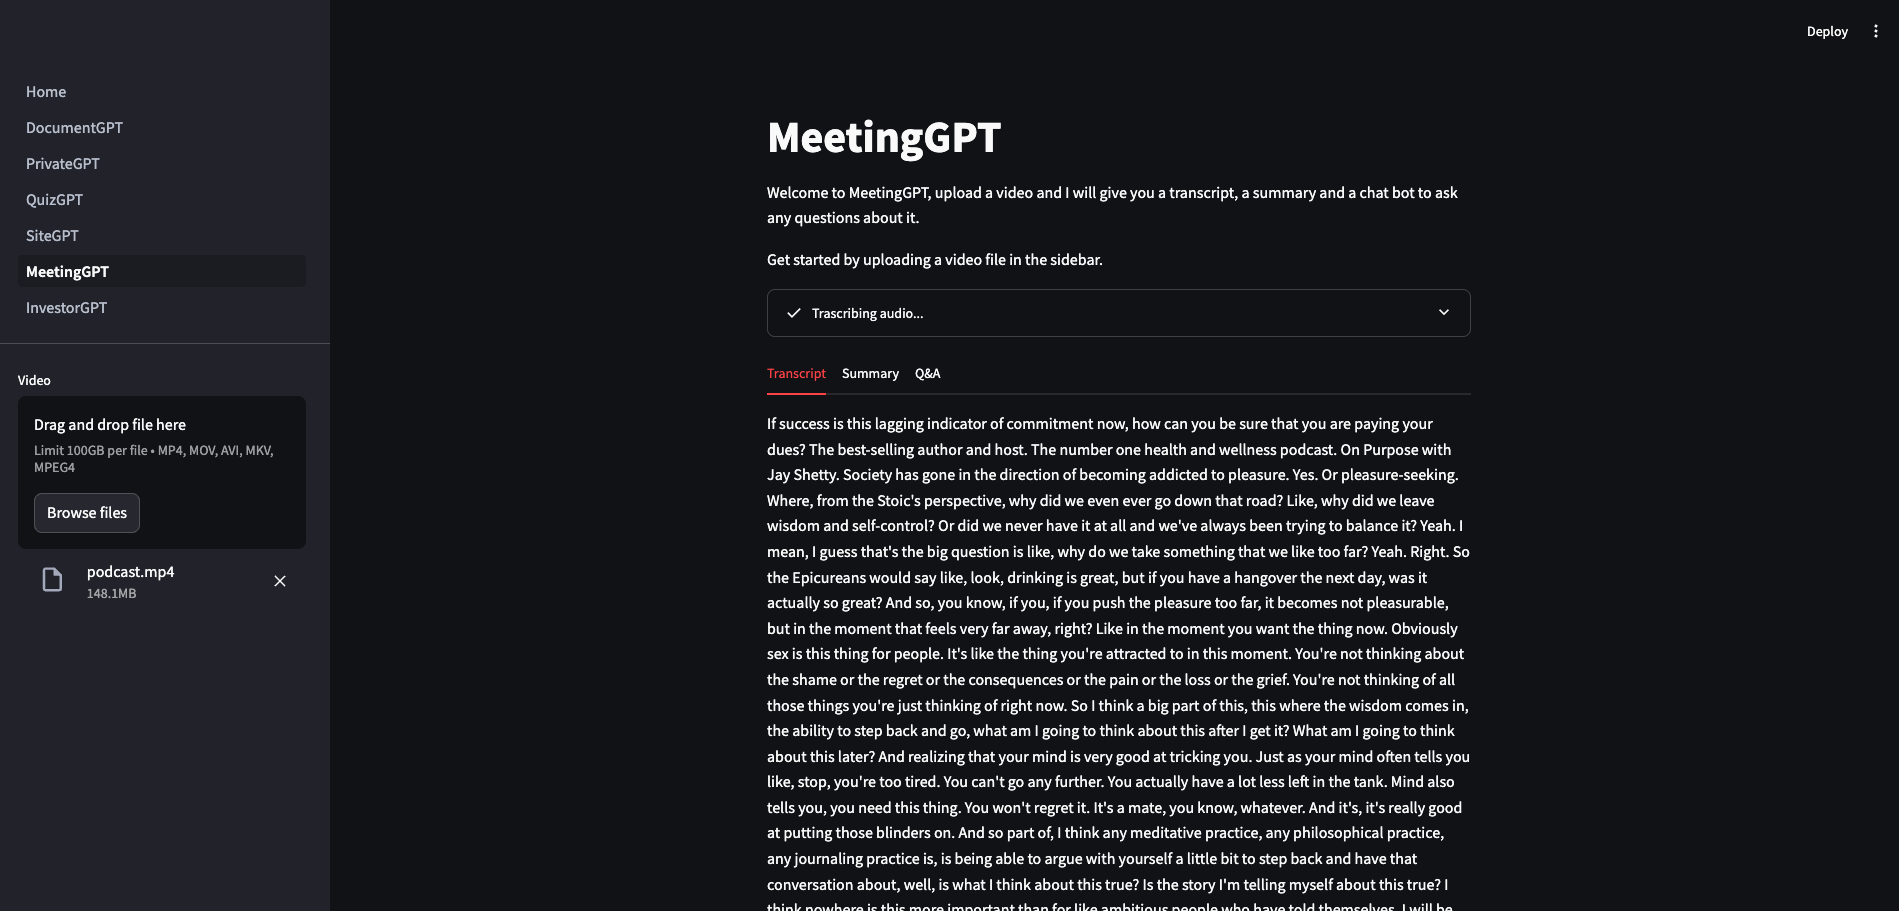 Deploy
Home
DocumentGPT
PrivateGPT
QuizGPT
SiteGPT
MeetingGPT
InvestorGPT
Video
Drag and drop file here
Limit 100GB per file • MP4, MOV, AVI, MKV,
MPEG4
Browse files
podcast.mp4
148.1MB
MeetingGPT
Welcome to MeetingGPT, upload a video and I will give you a transcript, a summary and a chat bot to ask
any questions about it.
Get started by uploading a video file in the sidebar.
Trascribing audio...
Transcript Summary Q&A
If success is this lagging indicator of commitment now, how can you be sure that you are paying your
dues? The best-selling author and host. The number one health and wellness podcast. On Purpose with
Jay Shetty. Society has gone in the direction of becoming addicted to pleasure. Yes. Or pleasure-seeking.
Where, from the Stoic's perspective, why did we even ever go down that road? Like, why did we leave
wisdom and self-control? Or did we never have it at all and we've always been trying to balance it? Yeah. I
mean, I guess that's the big question is like, why do we take something that we like too far? Yeah. Right. So
the Epicureans would say like, look, drinking is great, but if you have a hangover the next day, was it
actually so great? And so, you know, if you, if you push the pleasure too far, it becomes not pleasurable,
but in the moment that feels very far away, right? Like in the moment you want the thing now. Obviously
sex is this thing for people. It's like the thing you're attracted to in this moment. You're not thinking about
the shame or the regret or the consequences or the pain or the loss or the grief. You're not thinking of all
those things you're just thinking of right now. So I think a big part of this, this where the wisdom comes in,
the ability to step back and go, what am I going to think about this after I get it? What am I going to think
about this later? And realizing that your mind is very good at tricking you. Just as your mind often tells you
like, stop, you're too tired. You can't go any further. You actually have a lot less left in the tank. Mind also
tells you, you need this thing. You won't regret it. It's a mate, you know, whatever. And it's, it's really good
at putting those blinders on. And so part of, I think any meditative practice, any philosophical practice,
any journaling practice is, is being able to argue with yourself a little bit to step back and have that
conversation about, well, is what I think about this true? Is the story I'm telling myself about this true? I
think nowhere is this more important than for like ambitious people who have told themselves, I will be